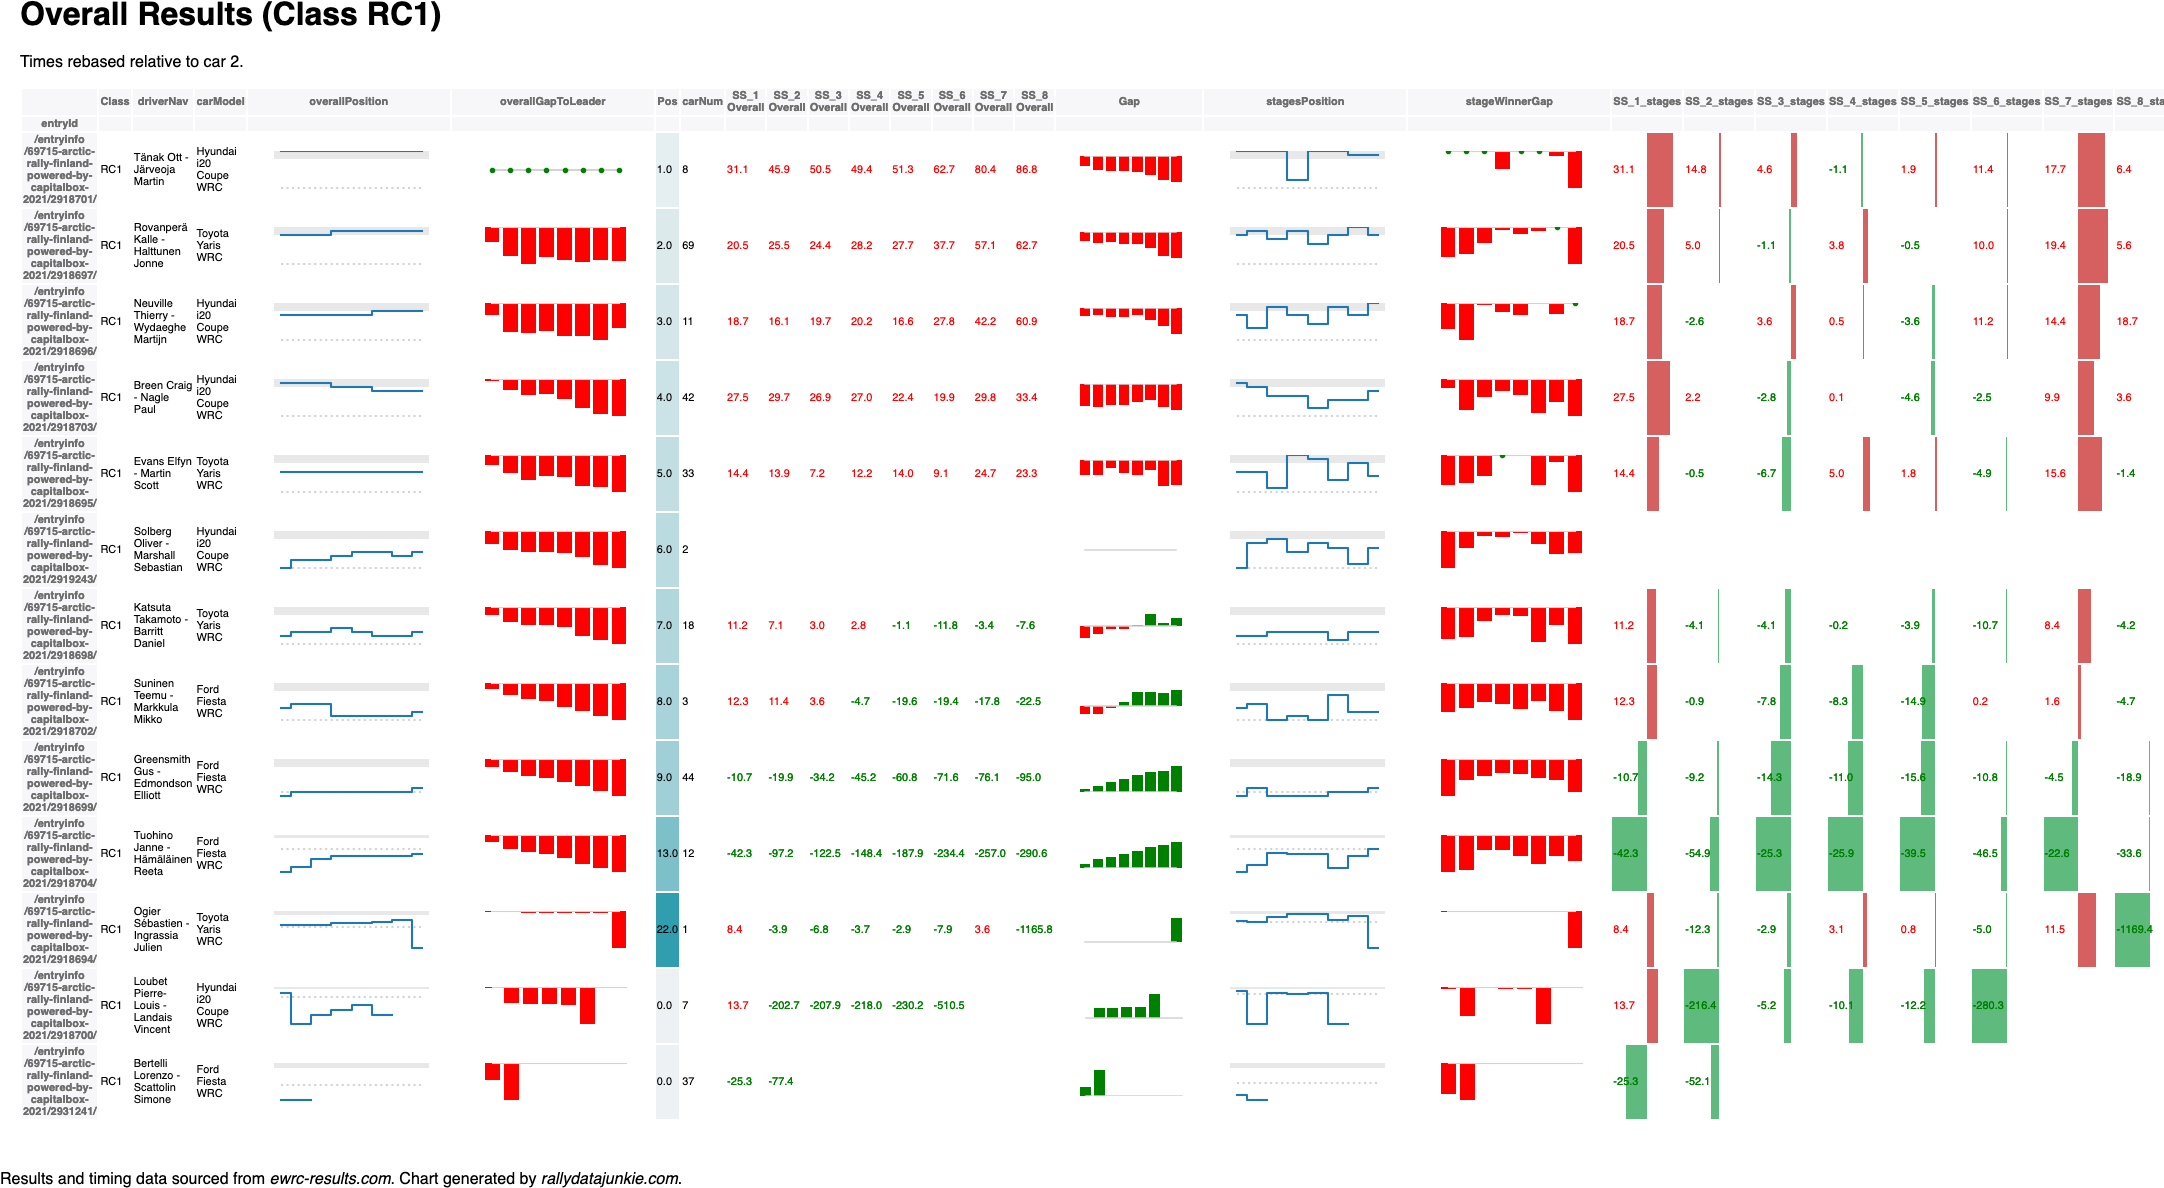 Overall Results (Class RC1)
Times rebased relative to car 2.
Class driverNav carModel overallPosition overallGapToLeader Pos carNum SS_1 Overall SS_2 Overall SS_3 Overall SS_4 Overall SS_5 Overall SS_6 Overall SS_7 Overall SS_8 Overall Gap stagesPosition stageWinnerGap SS_1_stages SS_2_stages SS_3_stages SS_4_stages SS_5_stages SS_6_stages SS_7_stages SS_8_sta
entryId
/entryinfo/69715-arctic-rally-finland-powered-by-capitalbox-2021/2918701/ RC1 Tänak Ott - Järveoja Martin Hyundai i20 Coupe WRC 1.0 8 31.1 45.9 50.5 49.4 51.3 62.7 80.4 86.8 31.1 14.8 4.6 -1.1 1.9 11.4 17.7 6.4
/entryinfo/69715-arctic-rally-finland-powered-by-capitalbox-2021/2918697/ RC1 Rovanperä Kalle - Halttunen Jonne Toyota Yaris WRC 2.0 69 20.5 25.5 24.4 28.2 27.7 37.7 57.1 62.7 20.5 5.0 -1.1 3.8 -0.5 10.0 19.4 5.6
/entryinfo/69715-arctic-rally-finland-powered-by-capitalbox-2021/2918696/ RC1 Neuville Thierry - Wydaeghe Martijn Hyundai i20 Coupe WRC 3.0 11 18.7 16.1 19.7 20.2 16.6 27.8 42.2 60.9 18.7 -2.6 3.6 0.5 -3.6 11.2 14.4 18.7
/entryinfo/69715-arctic-rally-finland-powered-by-capitalbox-2021/2918703/ RC1 Breen Craig - Nagle Paul Hyundai i20 Coupe WRC 4.0 42 27.5 29.7 26.9 27.0 22.4 19.9 29.8 33.4 27.5 2.2 -2.8 0.1 -4.6 -2.5 9.9 3.6
/entryinfo/69715-arctic-rally-finland-powered-by-capitalbox-2021/2918695/ RC1 Evans Elfyn - Martin Scott Toyota Yaris WRC 5.0 33 14.4 13.9 7.2 12.2 14.0 9.1 24.7 23.3 14.4 -0.5 -6.7 5.0 1.8 -4.9 15.6 -1.4
/entryinfo/69715-arctic-rally-finland-powered-by-capitalbox-2021/2919243/ RC1 Solberg Oliver - Marshall Sebastian Hyundai i20 Coupe WRC 6.0 2
/entryinfo/69715-arctic-rally-finland-powered-by-capitalbox-2021/2918698/ RC1 Katsuta Takamoto - Barritt Daniel Toyota Yaris WRC 7.0 18 11.2 7.1 3.0 2.8 -1.1 -11.8 -3.4 -7.6 11.2 -4.1 -4.1 -0.2 -3.9 -10.7 8.4 -4.2
/entryinfo/69715-arctic-rally-finland-powered-by-capitalbox-2021/2918702/ RC1 Suninen Teemu - Markkula Mikko Ford Fiesta WRC 8.0 3 12.3 11.4 3.6 -4.7 -19.6 -19.4 -17.8 -22.5 12.3 -0.9 -7.8 -8.3 -14.9 0.2 1.6 -4.7
/entryinfo/69715-arctic-rally-finland-powered-by-capitalbox-2021/2918699/ RC1 Greensmith Gus - Edmondson Elliott Ford Fiesta WRC 9.0 44 -10.7 -19.9 -34.2 -45.2 -60.8 -71.6 -76.1 -95.0 -10.7 -9.2 -14.3 -11.0 -15.6 -10.8 -4.5 -18.9
/entryinfo/69715-arctic-rally-finland-powered-by-capitalbox-2021/2918704/ RC1 Tuohino Janne - Hämäläinen Reeta Ford Fiesta WRC 13.0 12 -42.3 -97.2 -122.5 -148.4 -187.9 -234.4 -257.0 -290.6 -42.3 -54.9 -25.3 -25.9 -39.5 -46.5 -22.6 -33.6
/entryinfo/69715-arctic-rally-finland-powered-by-capitalbox-2021/2918694/ RC1 Ogier Sébastien - Ingrassia Julien Toyota Yaris WRC 22.0 1 8.4 -3.9 -6.8 -3.7 -2.9 -7.9 3.6 -1165.8 8.4 -12.3 -2.9 3.1 0.8 -5.0 11.5 -1169.4
/entryinfo/69715-arctic-rally-finland-powered-by-capitalbox-2021/2918700/ RC1 Loubet Pierre-Louis - Landais Vincent Hyundai i20 Coupe WRC 0.0 7 13.7 -202.7 -207.9 -218.0 -230.2 -510.5 13.7 -216.4 -5.2 -10.1 -12.2 -280.3
/entryinfo/69715-arctic-rally-finland-powered-by-capitalbox-2021/2931241/ RC1 Bertelli Lorenzo - Scattolin Simone Ford Fiesta WRC 0.0 37 -25.3 -77.4 -25.3 -52.1
Results and timing data sourced from ewrc-results.com. Chart generated by rallydatajunkie.com.